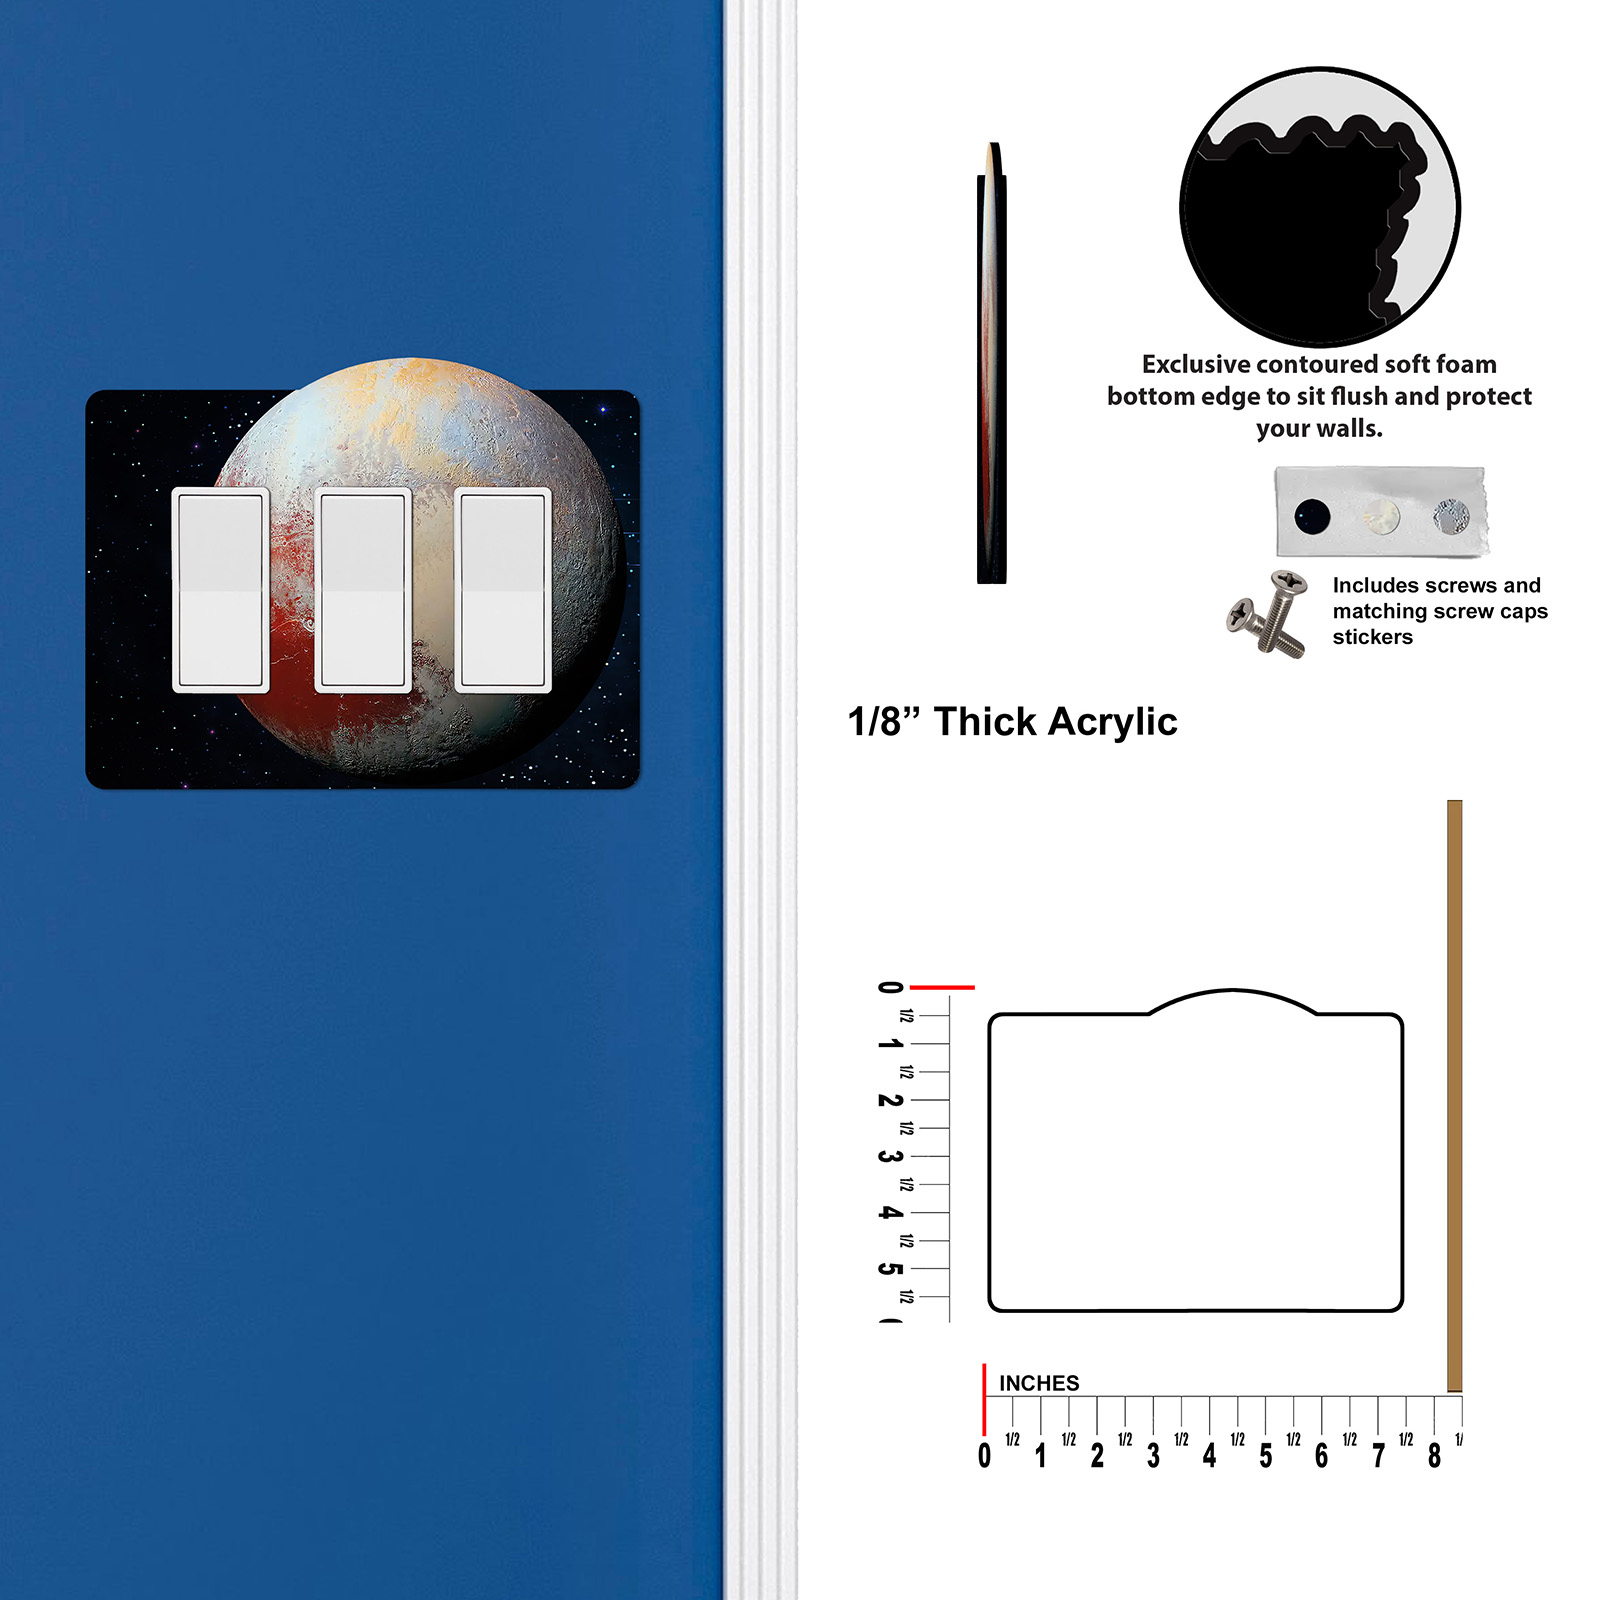 Exclusive contoured soft foam
bottom edge to sit flush and protect
your walls.
Includes screws and
matching screw caps
stickers
1/8” Thick Acrylic
0
1/2
1
1/2
2
1/2
3
1/2
4
1/2
5
1/2
INCHES
1/2 1/2 1/2 1/2 1/2 1/2 1/2 1/2 1/
0 1 2 3 4 5 6 7 8